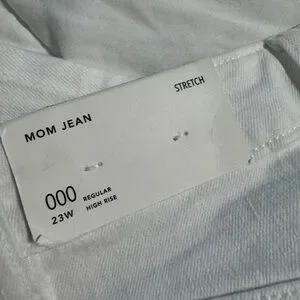 STRETCH
MOM JEAN
000
REGULAR
HIGH RISE
23W